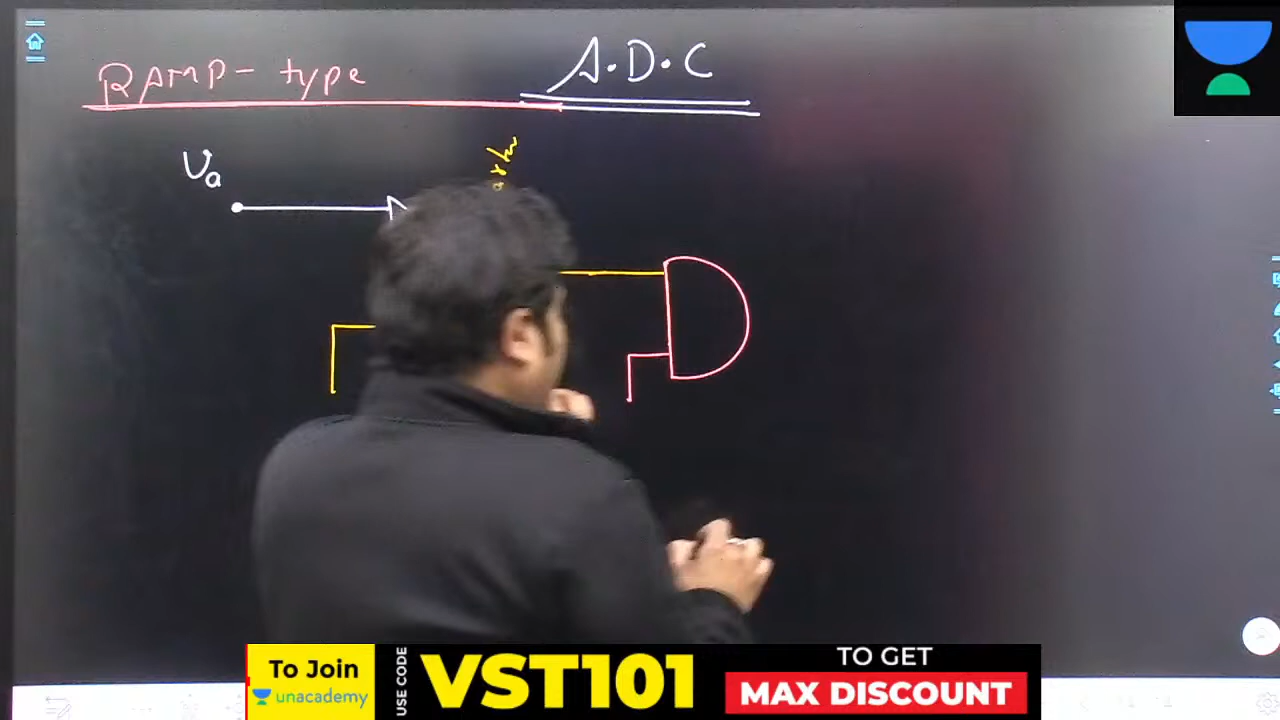 RAMP- type
A.D.C
Va
To Join
unacademy
USE CODE
VST101
TO GET
MAX DISCOUNT